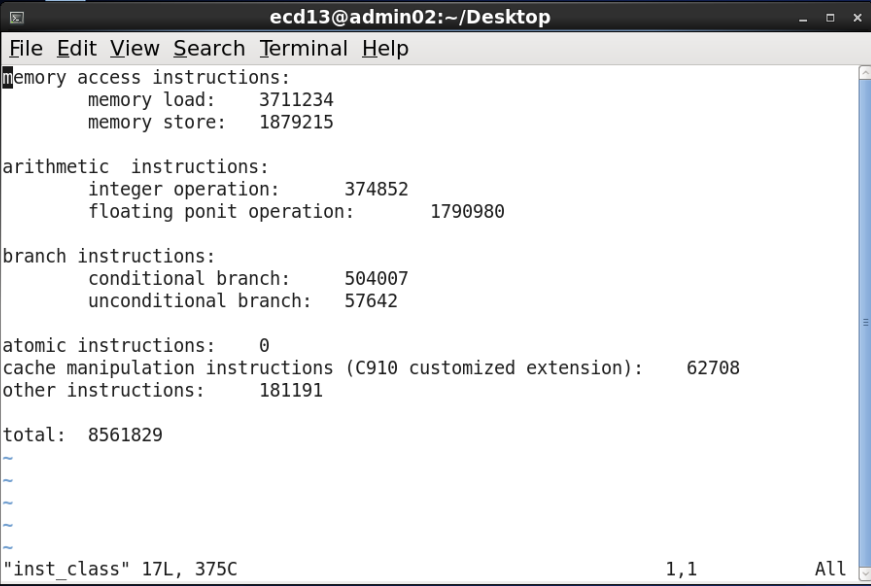 ecd13@admin02:~/Desktop
File Edit View Search Terminal Help
memory access instructions:
memory load: 3711234
memory store: 1879215
arithmetic instructions:
integer operation: 374852
floating ponit operation: 1790980
branch instructions:
conditional branch: 504007
unconditional branch: 57642
atomic instructions: 0
cache manipulation instructions (C910 customized extension): 62708
other instructions: 181191
total: 8561829
~
~
~
~
~
"inst_class" 17L, 375C 1,1 All